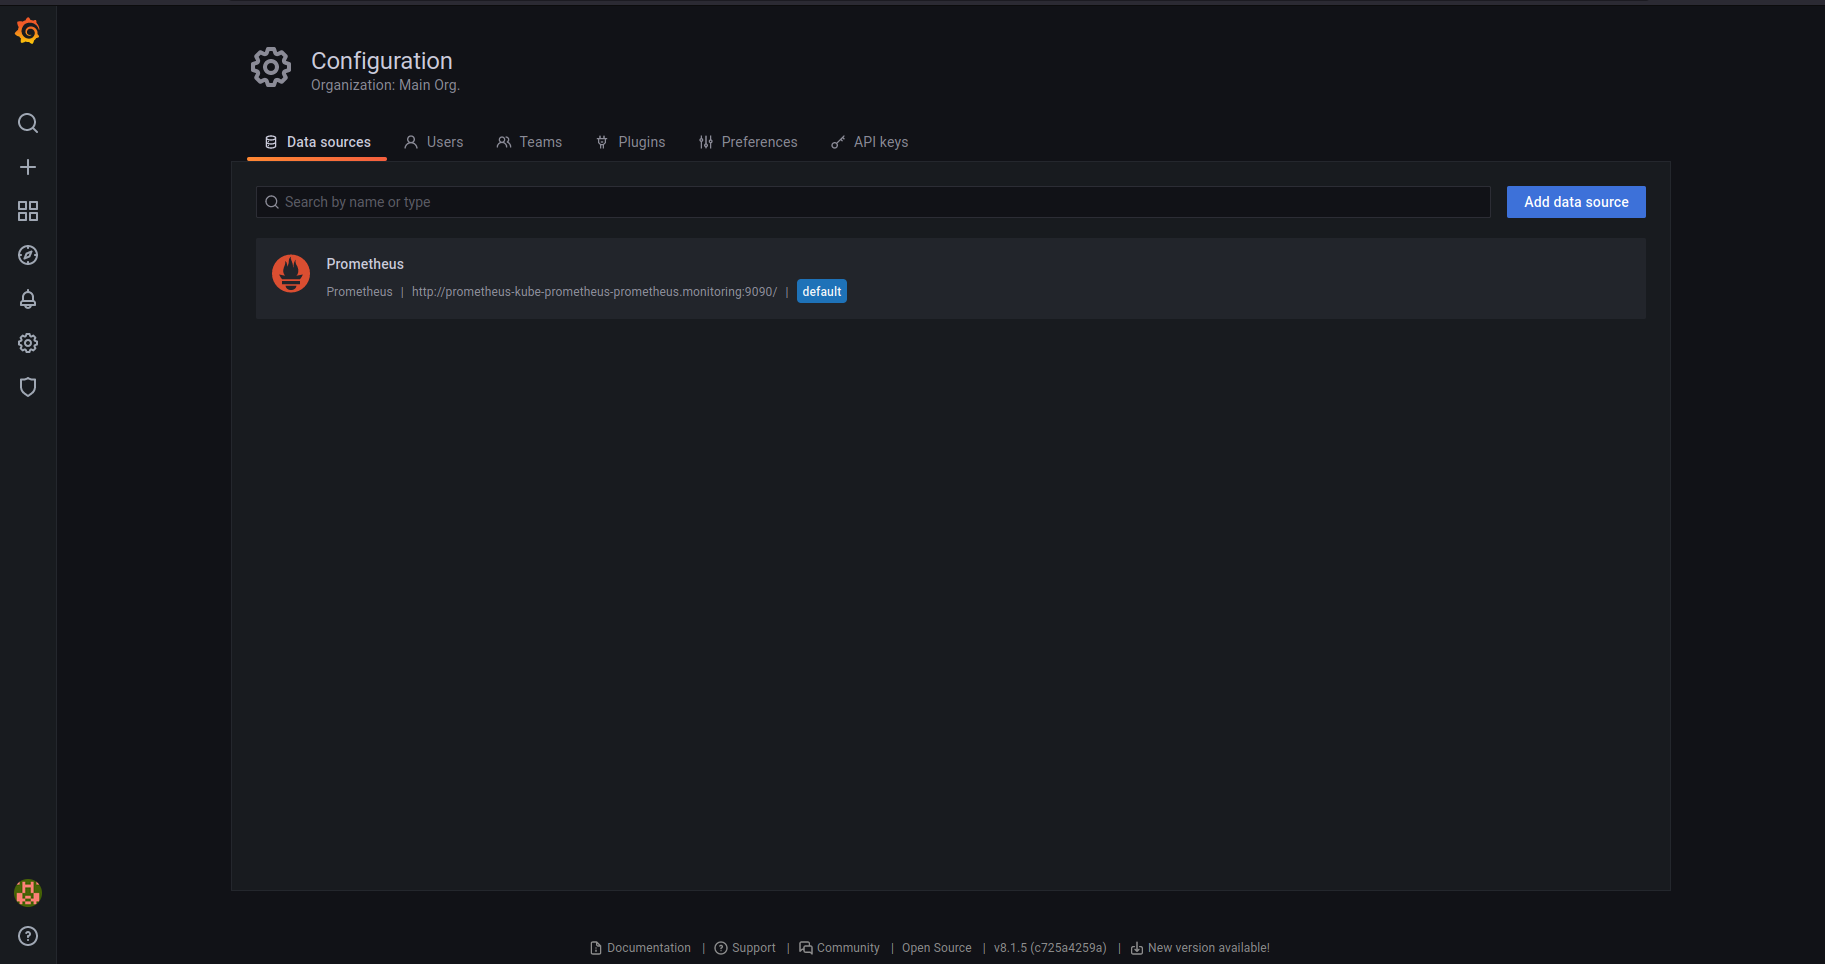 Configuration
Organization: Main Org.
Data sources Users Teams Plugins Preferences API keys
Search by name or type
Add data source
Prometheus
Prometheus | http://prometheus-kube-prometheus-prometheus.monitoring:9090/ | default
Documentation | Support | Community | Open Source | v8.1.5 (c725a4259a) | New version available!